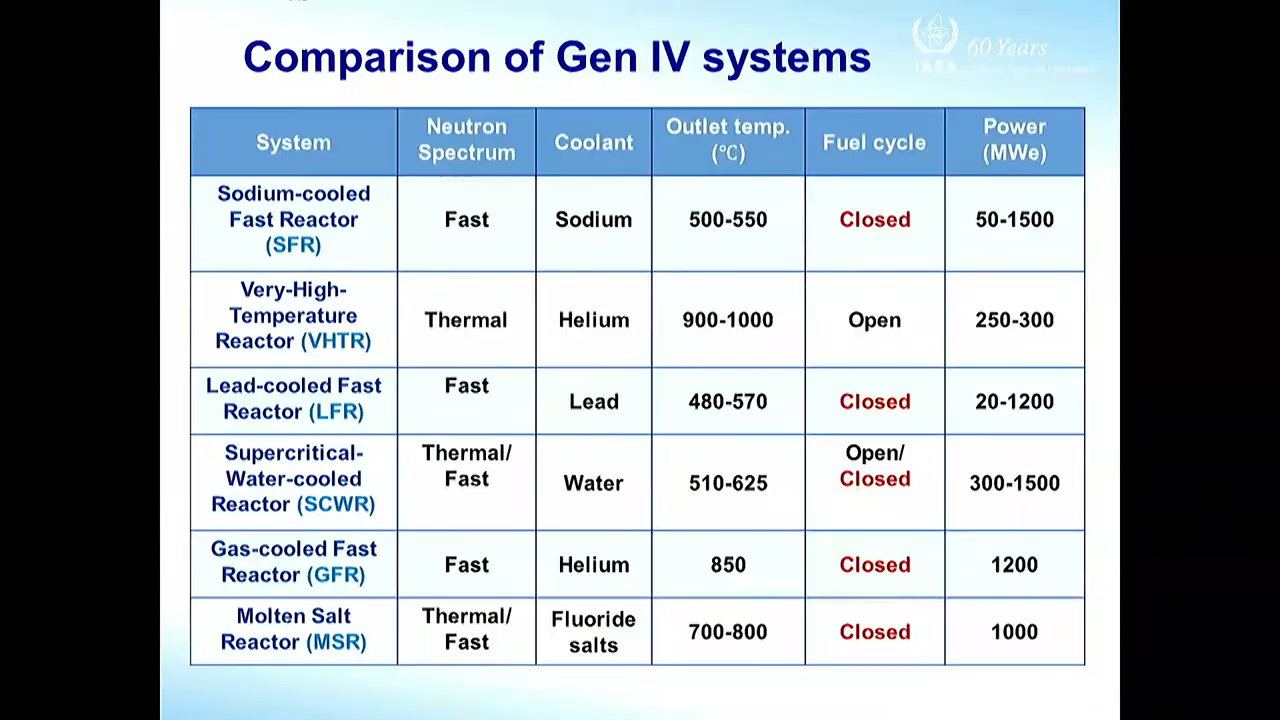 Comparison of Gen IV systems
60 Years
IAEA
System
Neutron
Spectrum
Coolant
Outlet temp.
(℃)
Fuel cycle
Power
(MWe)
Sodium-cooled
Fast Reactor
(SFR)
Fast
Sodium
500-550
Closed
50-1500
Very-High-
Temperature
Reactor (VHTR)
Thermal
Helium
900-1000
Open
250-300
Lead-cooled Fast
Reactor (LFR)
Fast
Lead
480-570
Closed
20-1200
Supercritical-
Water-cooled
Reactor (SCWR)
Thermal/
Fast
Water
510-625
Open/
Closed
300-1500
Gas-cooled Fast
Reactor (GFR)
Fast
Helium
850
Closed
1200
Molten Salt
Reactor (MSR)
Thermal/
Fast
Fluoride
salts
700-800
Closed
1000